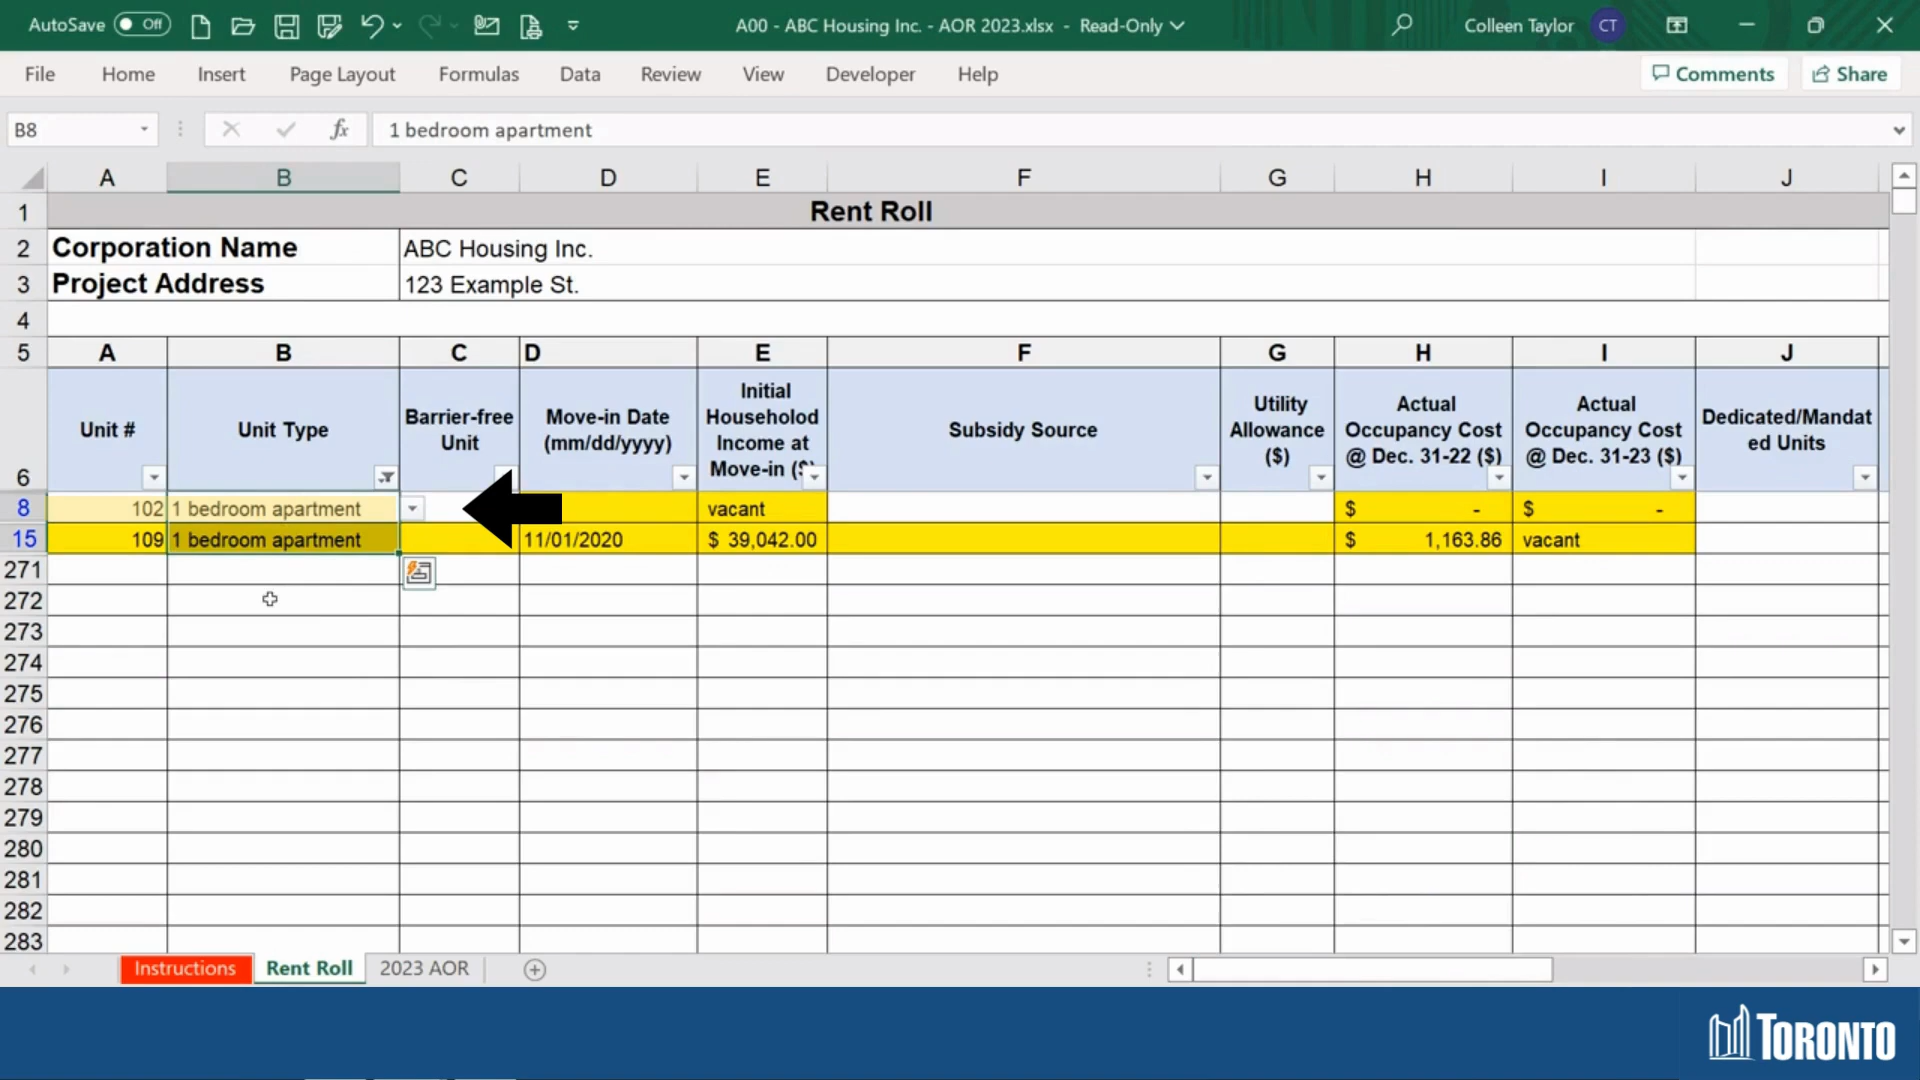 AutoSave Off A00 - ABC Housing Inc. - AOR 2023.xlsx - Read-Only Colleen Taylor CT
File Home Insert Page Layout Formulas Data Review View Developer Help Comments Share
B8 fx 1 bedroom apartment
A B C D E F G H I J
1 Rent Roll
2 Corporation Name ABC Housing Inc.
3 Project Address 123 Example St.
4
5 A B C D E F G H I J
Unit #
Unit Type
Barrier-free
Unit
Move-in Date
(mm/dd/yyyy)
Initial
Householod
Income at
Move-in ($)
Subsidy Source
Utility
Allowance
($)
Actual
Occupancy Cost
@ Dec. 31-22 ($)
Actual
Occupancy Cost
@ Dec. 31-23 ($)
Dedicated/Mandat
ed Units
6
8 102 1 bedroom apartment vacant $ - $ -
15 109 1 bedroom apartment 11/01/2020 $ 39,042.00 $ 1,163.86 vacant
271
272
273
274
275
276
277
278
279
280
281
282
283
Instructions Rent Roll 2023 AOR
TORONTO